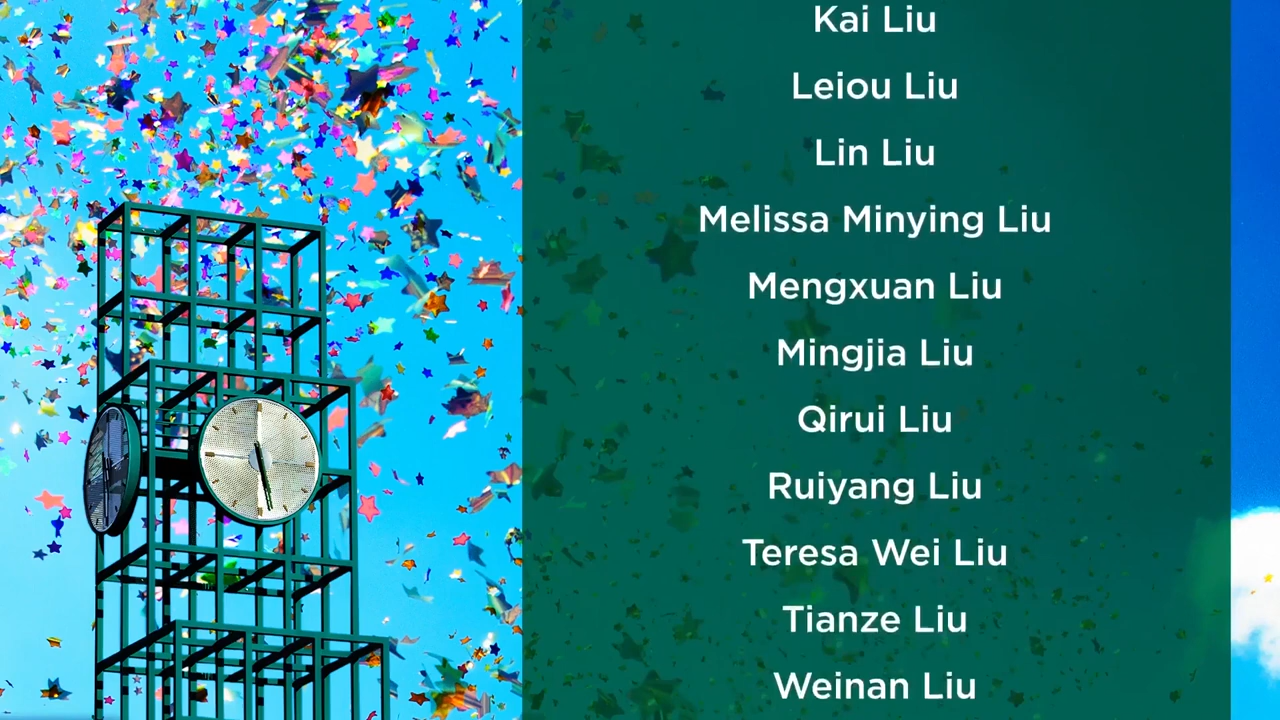 Kai Liu
Leiou Liu
Lin Liu
Melissa Minying Liu
Mengxuan Liu
Mingjia Liu
Qirui Liu
Ruiyang Liu
Teresa Wei Liu
Tianze Liu
Weinan Liu